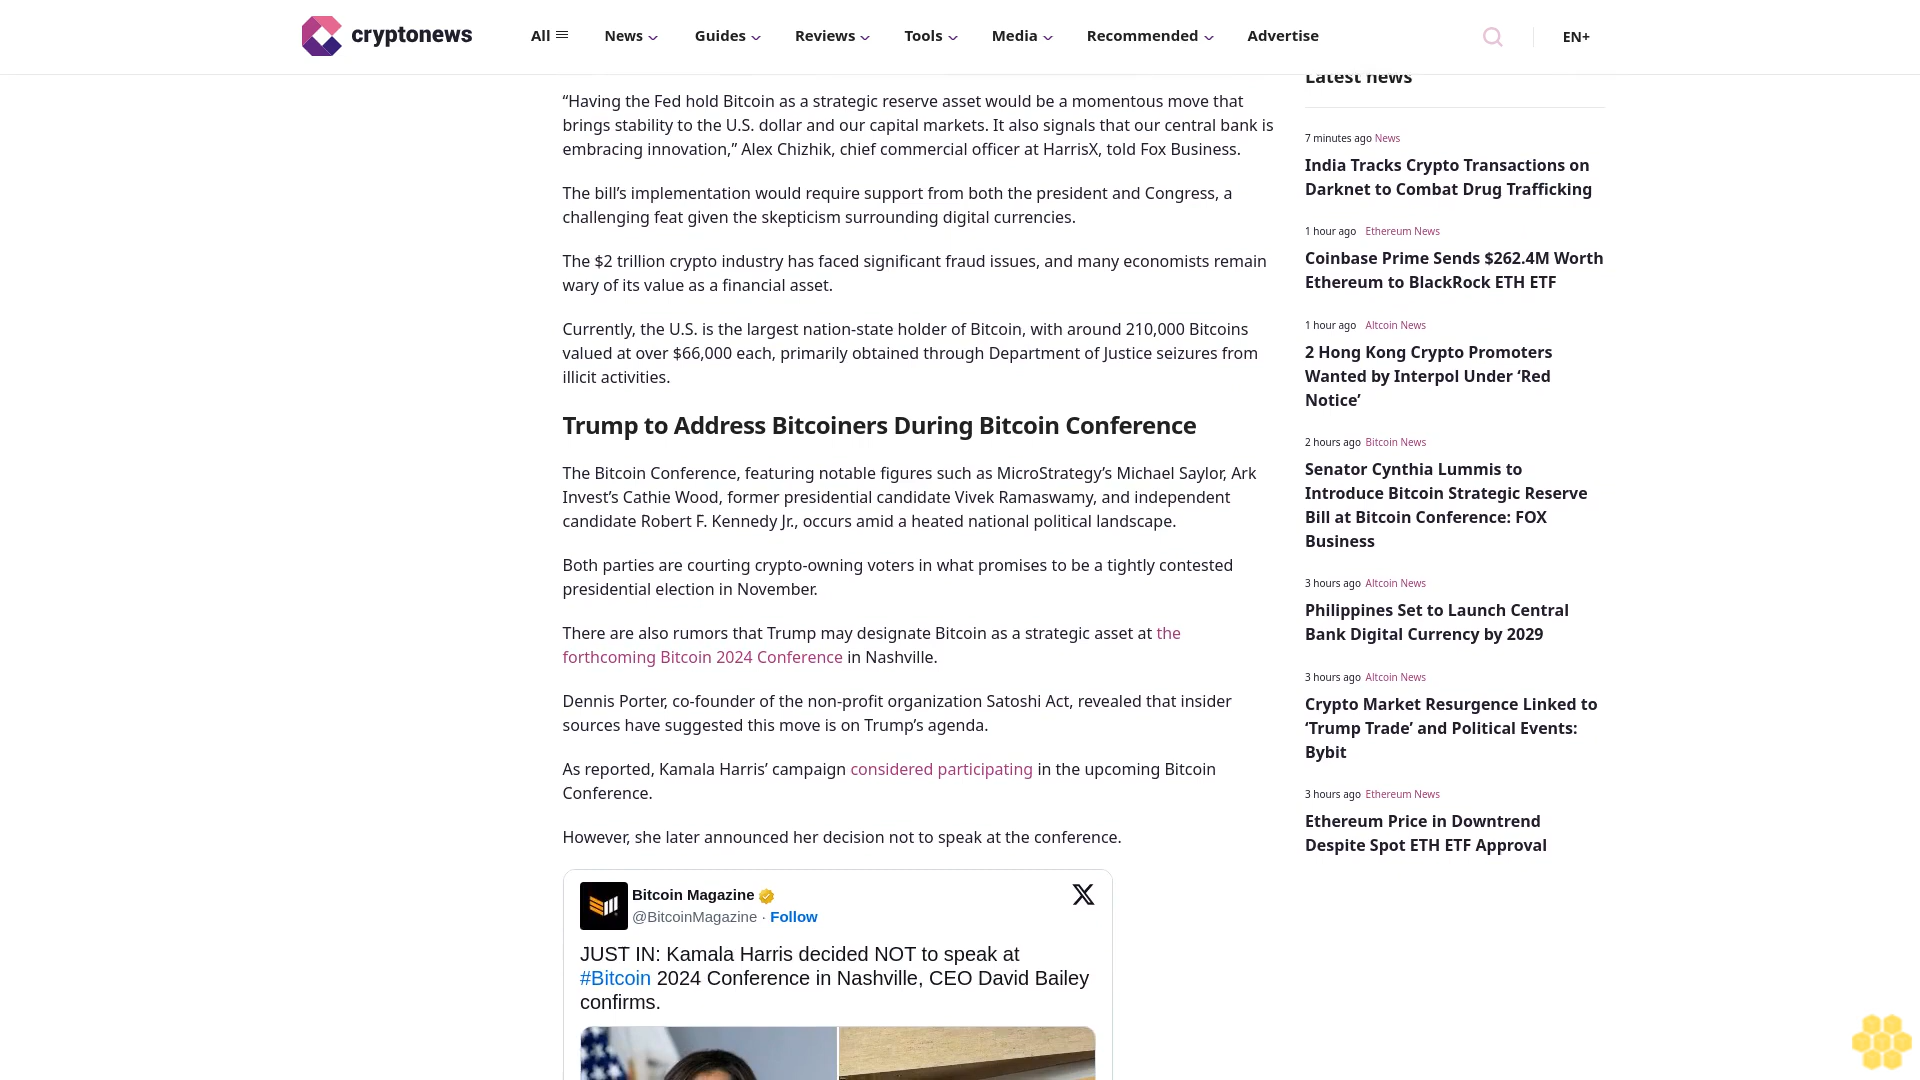 cryptonews
All
News
Guides
Reviews
Tools
Media
Recommended
Advertise
EN+
“Having the Fed hold Bitcoin as a strategic reserve asset would be a momentous move that
brings stability to the U.S. dollar and our capital markets. It also signals that our central bank is
embracing innovation,” Alex Chizhik, chief commercial officer at HarrisX, told Fox Business.
The bill’s implementation would require support from both the president and Congress, a
challenging feat given the skepticism surrounding digital currencies.
The $2 trillion crypto industry has faced significant fraud issues, and many economists remain
wary of its value as a financial asset.
Currently, the U.S. is the largest nation-state holder of Bitcoin, with around 210,000 Bitcoins
valued at over $66,000 each, primarily obtained through Department of Justice seizures from
illicit activities.
Trump to Address Bitcoiners During Bitcoin Conference
The Bitcoin Conference, featuring notable figures such as MicroStrategy’s Michael Saylor, Ark
Invest’s Cathie Wood, former presidential candidate Vivek Ramaswamy, and independent
candidate Robert F. Kennedy Jr., occurs amid a heated national political landscape.
Both parties are courting crypto-owning voters in what promises to be a tightly contested
presidential election in November.
There are also rumors that Trump may designate Bitcoin as a strategic asset at the
forthcoming Bitcoin 2024 Conference in Nashville.
Dennis Porter, co-founder of the non-profit organization Satoshi Act, revealed that insider
sources have suggested this move is on Trump’s agenda.
As reported, Kamala Harris’ campaign considered participating in the upcoming Bitcoin
Conference.
However, she later announced her decision not to speak at the conference.
Bitcoin Magazine
@BitcoinMagazine · Follow
JUST IN: Kamala Harris decided NOT to speak at
#Bitcoin 2024 Conference in Nashville, CEO David Bailey
confirms.
Latest news
7 minutes ago News
India Tracks Crypto Transactions on
Darknet to Combat Drug Trafficking
1 hour ago Ethereum News
Coinbase Prime Sends $262.4M Worth
Ethereum to BlackRock ETH ETF
1 hour ago Altcoin News
2 Hong Kong Crypto Promoters
Wanted by Interpol Under ‘Red
Notice’
2 hours ago Bitcoin News
Senator Cynthia Lummis to
Introduce Bitcoin Strategic Reserve
Bill at Bitcoin Conference: FOX
Business
3 hours ago Altcoin News
Philippines Set to Launch Central
Bank Digital Currency by 2029
3 hours ago Altcoin News
Crypto Market Resurgence Linked to
‘Trump Trade’ and Political Events:
Bybit
3 hours ago Ethereum News
Ethereum Price in Downtrend
Despite Spot ETH ETF Approval